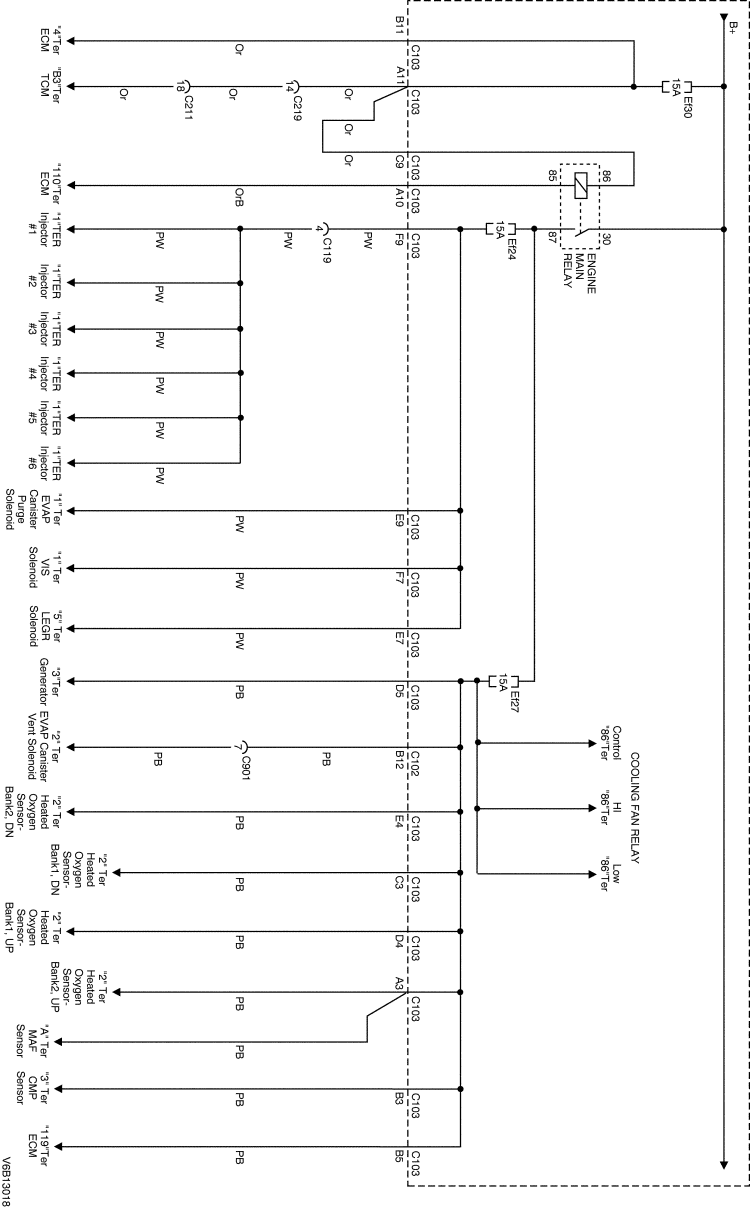 B+
Ef30
15A
B11
C103
Or
"4"Ter
ECM
A11
C103
14
C219
Or
18
C211
Or
"B3"Ter
TCM
Or
Or
C9
C103
86
85
30
87
ENGINE
MAIN
RELAY
A10
C103
OrB
"110"Ter
ECM
Ef24
15A
F9
C103
PW
4
C119
PW
PW
"1"TER
Injector
#1
PW
"1"TER
Injector
#2
PW
"1"TER
Injector
#3
PW
"1"TER
Injector
#4
PW
"1"TER
Injector
#5
PW
"1"TER
Injector
#6
E9
C103
PW
"1" Ter
EVAP
Canister
Purge
Solenoid
F7
C103
PW
"1" Ter
VIS
Solenoid
E7
C103
PW
"5" Ter
LEGR
Solenoid
Ef27
15A
COOLING FAN RELAY
Control
"86"Ter
HI
"86"Ter
Low
"86"Ter
D5
C103
PB
"3"Ter
Generator
B12
C102
PB
7
C901
PB
"2" Ter
EVAP Canister
Vent Solenoid
E4
C103
PB
"2" Ter
Heated
Oxygen
Sensor-
Bank2, DN
C3
C103
PB
"2" Ter
Heated
Oxygen
Sensor-
Bank1, DN
D4
C103
PB
"2" Ter
Heated
Oxygen
Sensor-
Bank1, UP
A3
C103
PB
"2" Ter
Heated
Oxygen
Sensor-
Bank2, UP
PB
"A" Ter
MAF
Sensor
B3
C103
PB
"3" Ter
CMP
Sensor
B5
C103
PB
"119"Ter
ECM
V6B13018